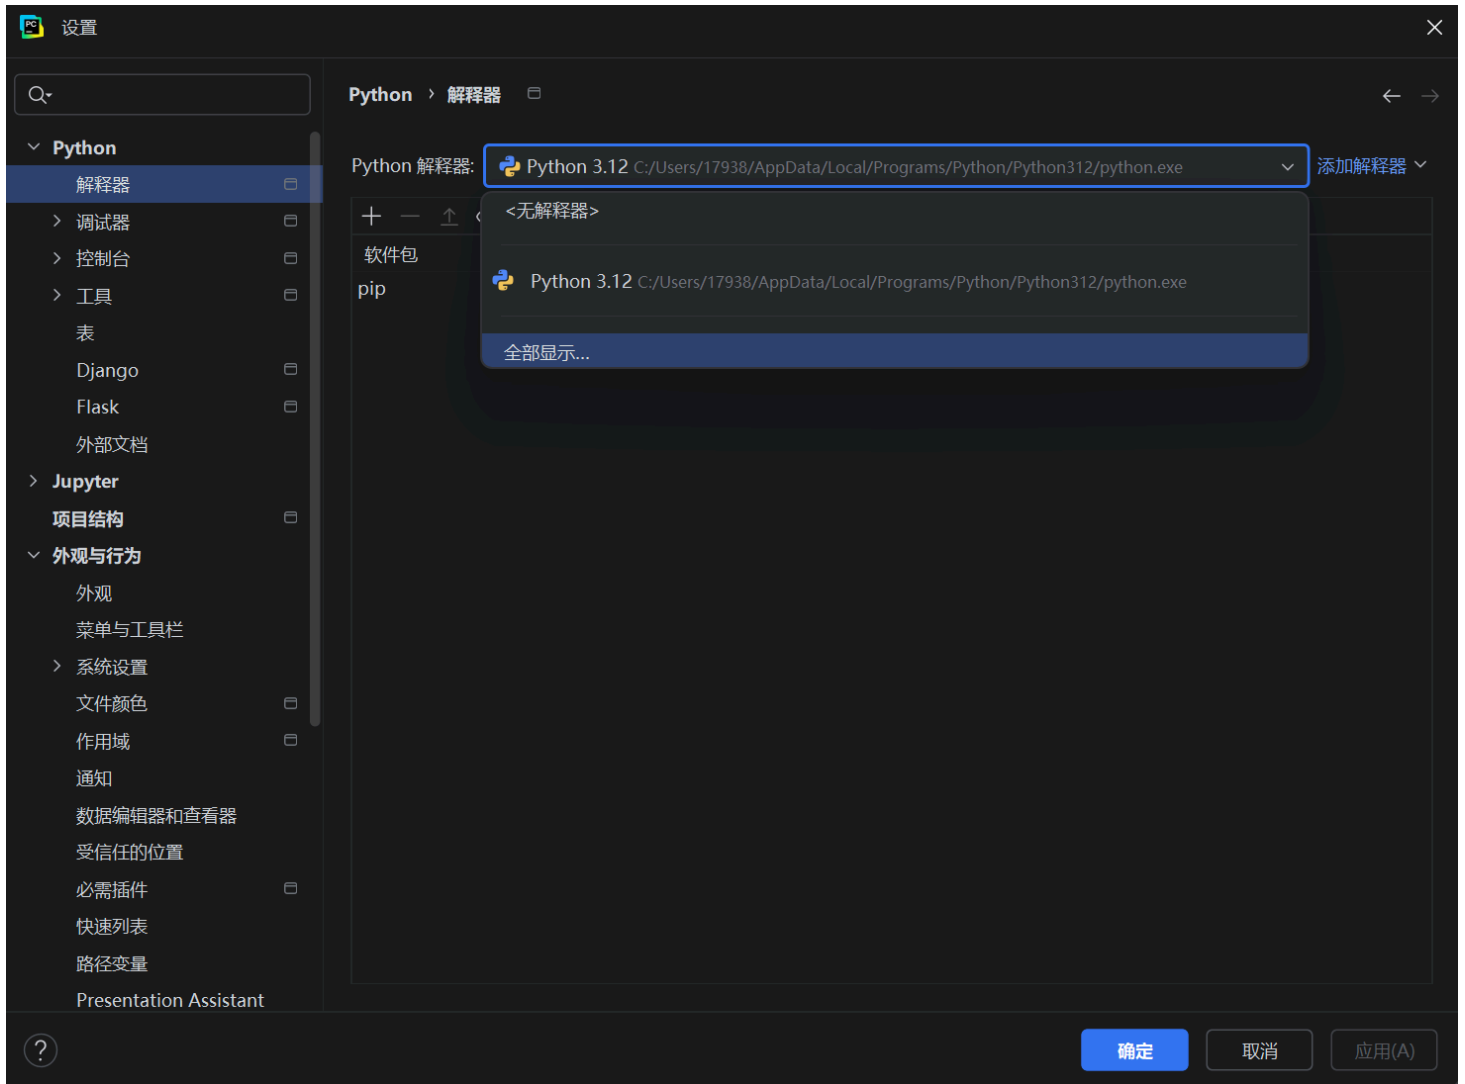 PC
设置
Python › 解释器
Python
解释器
调试器
控制台
工具
表
Django
Flask
外部文档
Jupyter
项目结构
外观与行为
外观
菜单与工具栏
系统设置
文件颜色
作用域
通知
数据编辑器和查看器
受信任的位置
必需插件
快速列表
路径变量
Presentation Assistant
Python 解释器:
Python 3.12 C:/Users/17938/AppData/Local/Programs/Python/Python312/python.exe
添加解释器
<无解释器>
Python 3.12 C:/Users/17938/AppData/Local/Programs/Python/Python312/python.exe
全部显示...
软件包
pip
?
确定
取消
应用(A)